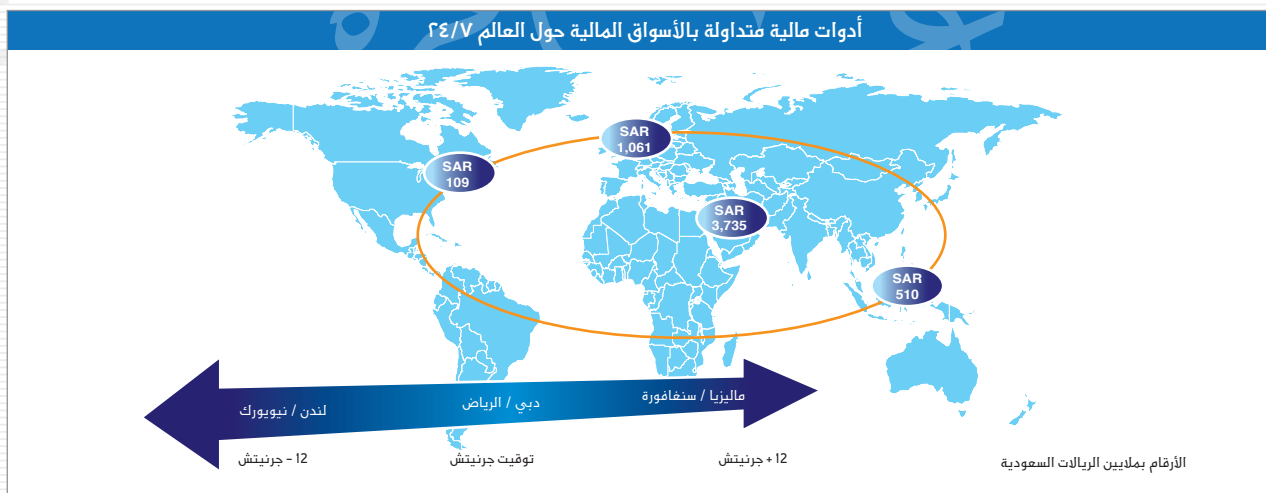 أدوات مالية متداولة بالأسواق المالية حول العالم ٢٤/٧
SAR
1,061
SAR
109
SAR
3,735
SAR
510
ماليزيا / سنغافورة
دبي / الرياض
لندن / نيويورك
الأرقام بملايين الريالات السعودية
12 + جرنيتش
توقيت جرنيتش
12 - جرنيتش